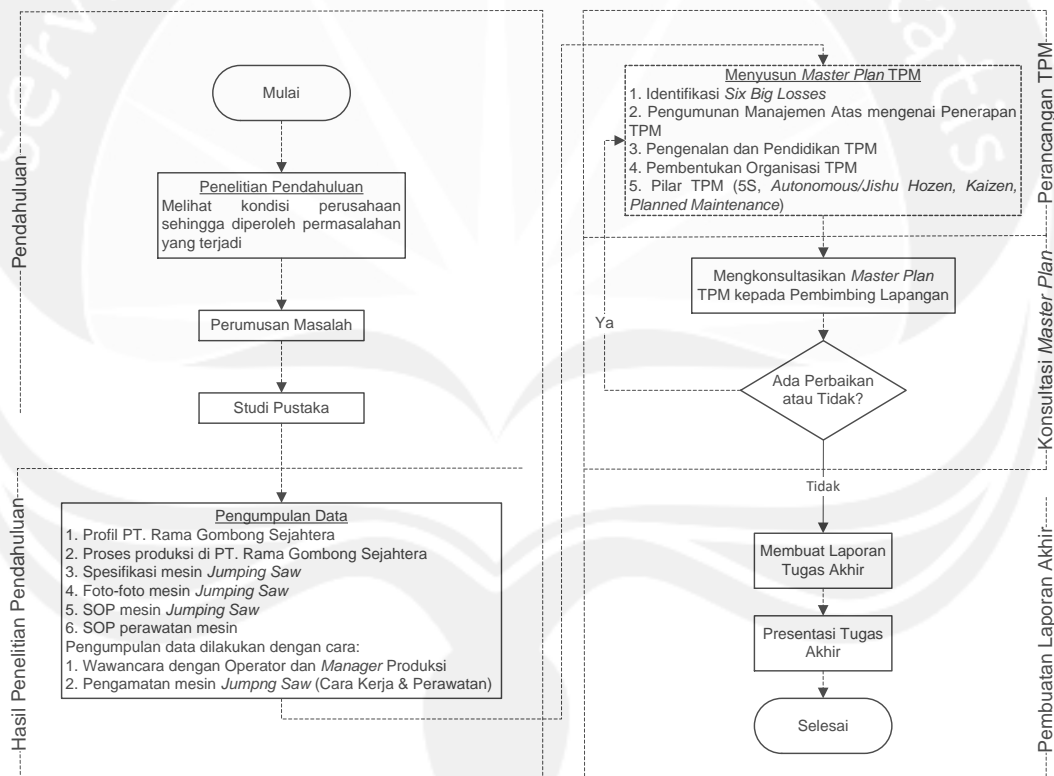 Pendahuluan
Mulai
Penelitian Pendahuluan
Melihat kondisi perusahaan
sehingga diperoleh permasalahan
yang terjadi
Perumusan Masalah
Studi Pustaka
Hasil Penelitian Pendahuluan
Pengumpulan Data
1. Profil PT. Rama Gombong Sejahtera
2. Proses produksi di PT. Rama Gombong Sejahtera
3. Spesifikasi mesin Jumping Saw
4. Foto-foto mesin Jumping Saw
5. SOP mesin Jumping Saw
6. SOP perawatan mesin
Pengumpulan data dilakukan dengan cara:
1. Wawancara dengan Operator dan Manager Produksi
2. Pengamatan mesin Jumpng Saw (Cara Kerja & Perawatan)
Perancangan TPM
Menyusun Master Plan TPM
1. Identifikasi Six Big Losses
2. Pengumunan Manajemen Atas mengenai Penerapan
TPM
3. Pengenalan dan Pendidikan TPM
4. Pembentukan Organisasi TPM
5. Pilar TPM (5S, Autonomous/Jishu Hozen, Kaizen,
Planned Maintenance)
Konsultasi Master Plan
Mengkonsultasikan Master Plan
TPM kepada Pembimbing Lapangan
Ya
Ada Perbaikan
atau Tidak?
Tidak
Pembuatan Laporan Akhir
Membuat Laporan
Tugas Akhir
Presentasi Tugas
Akhir
Selesai